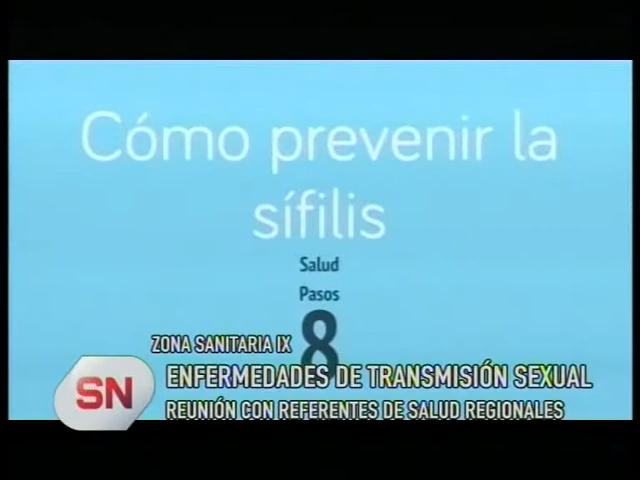 Cómo prevenir la
sífilis
Salud
Pasos
8
ZONA SANITARIA IX
ENFERMEDADES DE TRANSMISIÓN SEXUAL
SN
REUNIÓN CON REFERENTES DE SALUD REGIONALES